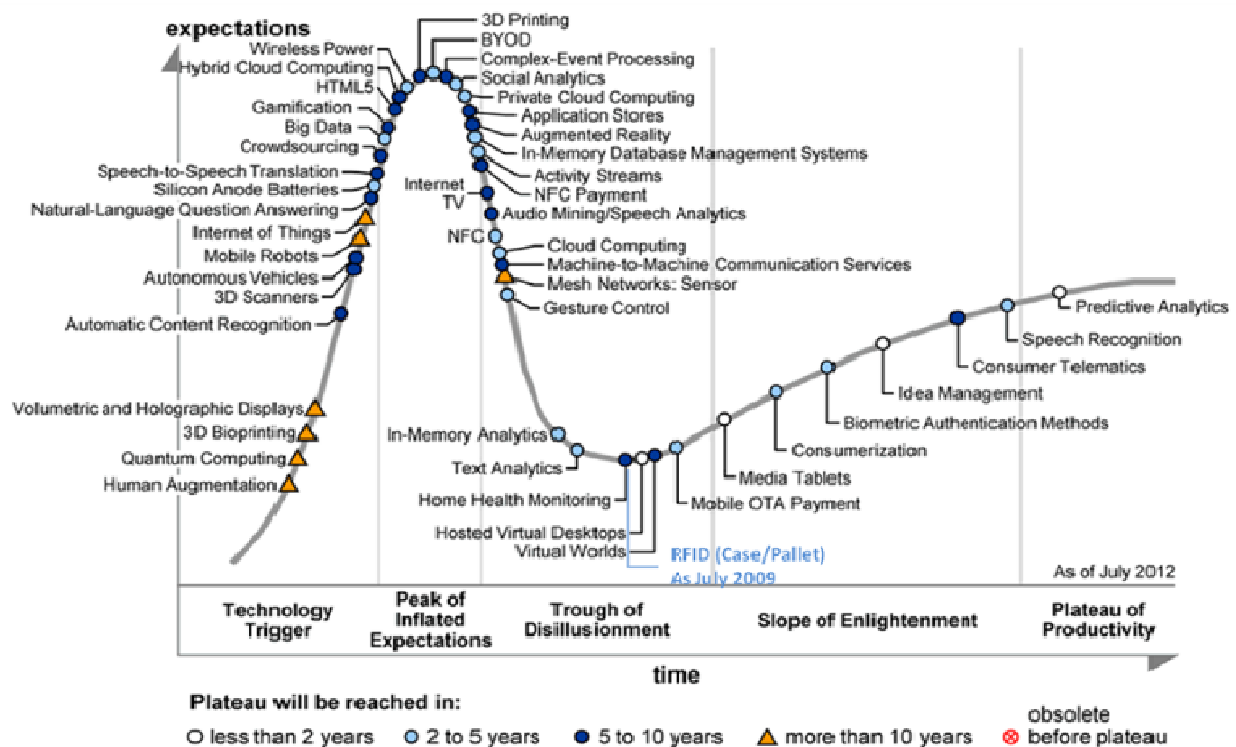 expectations
3D Printing
BYOD
Wireless Power
Complex-Event Processing
Hybrid Cloud Computing
Social Analytics
HTML5
Private Cloud Computing
Gamification
Application Stores
Big Data
Augmented Reality
Crowdsourcing
In-Memory Database Management Systems
Speech-to-Speech Translation
Activity Streams
Silicon Anode Batteries
Internet
TV
NFC Payment
Natural-Language Question Answering
Audio Mining/Speech Analytics
Internet of Things
NFC
Mobile Robots
Cloud Computing
Autonomous Vehicles
Machine-to-Machine Communication Services
3D Scanners
Mesh Networks: Sensor
Automatic Content Recognition
Gesture Control
Predictive Analytics
Speech Recognition
Consumer Telematics
Idea Management
Volumetric and Holographic Displays
Biometric Authentication Methods
3D Bioprinting
In-Memory Analytics
Consumerization
Quantum Computing
Text Analytics
Media Tablets
Human Augmentation
Home Health Monitoring
Mobile OTA Payment
Hosted Virtual Desktops
Virtual Worlds
RFID (Case/Pallet)
As July 2009
As of July 2012
Technology
Trigger
Peak of
Inflated
Expectations
Trough of
Disillusionment
Slope of Enlightenment
Plateau of
Productivity
time
Plateau will be reached in:
less than 2 years
2 to 5 years
5 to 10 years
more than 10 years
obsolete
before plateau